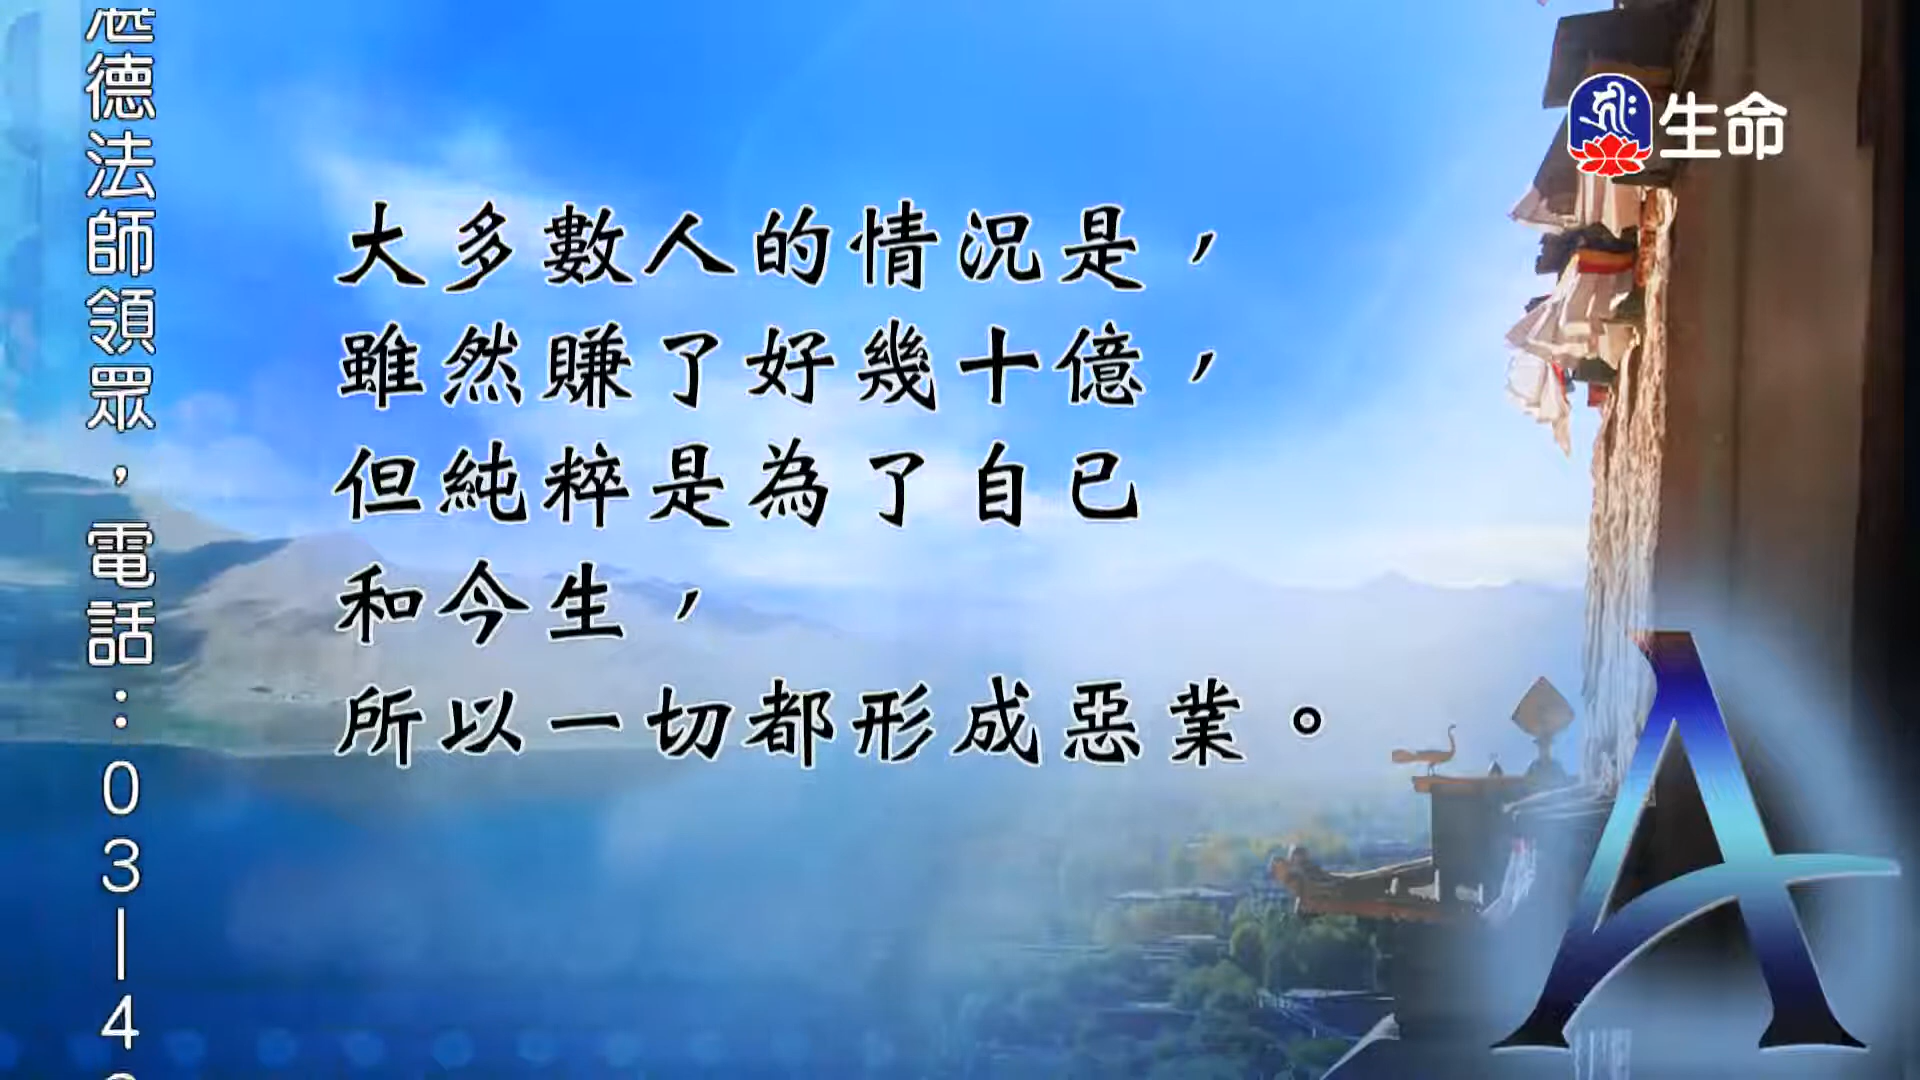 大多數人的情況是，
雖然賺了好幾十億，
但純粹是為了自己
和今生，
所以一切都形成惡業。
生命
德法師領眾，電話：03—4
A